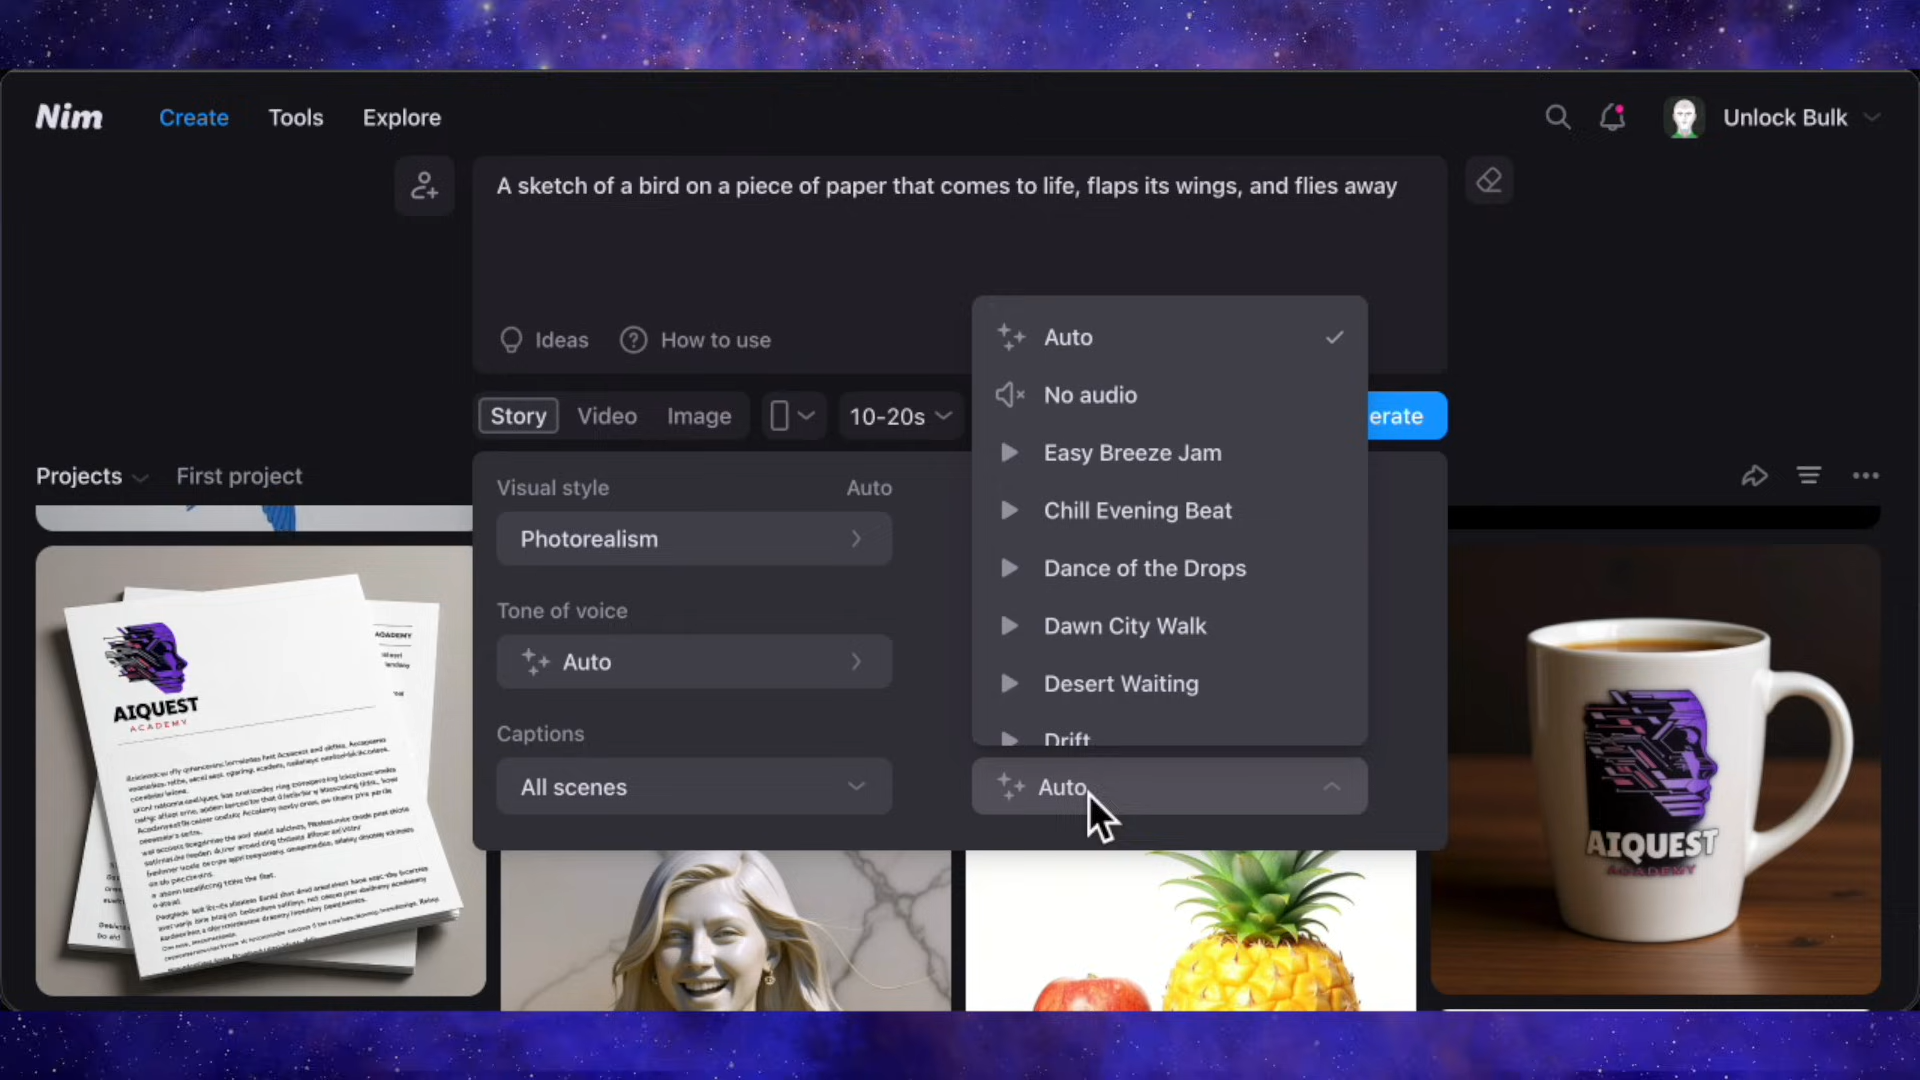 Nim
Create
Tools
Explore
Unlock Bulk
A sketch of a bird on a piece of paper that comes to life, flaps its wings, and flies away
Ideas
How to use
Story
Video
Image
10-20s
erate
Auto
No audio
Easy Breeze Jam
Chill Evening Beat
Dance of the Drops
Dawn City Walk
Desert Waiting
Drift
Auto
Projects
First project
Visual style
Auto
Photorealism
Tone of voice
Auto
Captions
All scenes
AIQUEST
ACADEMY
AIQUEST
ACADEMY